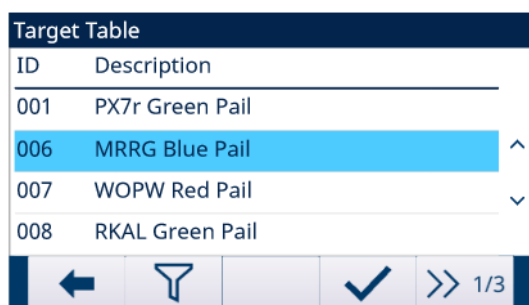 Target Table
ID Description
001 PX7r Green Pail
006 MRRG Blue Pail
007 WOPW Red Pail
008 RKAL Green Pail
1/3